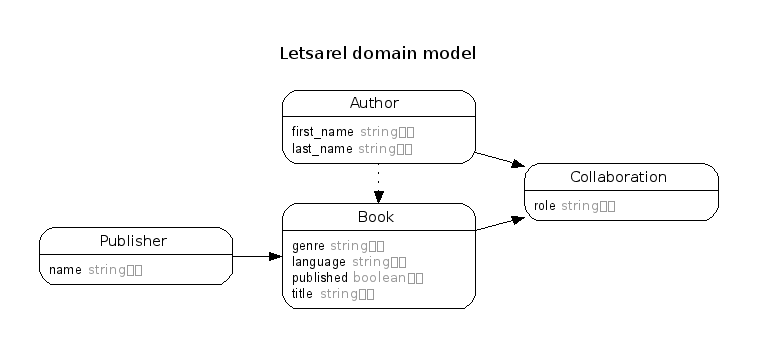 Letsarel domain model
Author
first_name string
last_name string
Collaboration
role string
Book
genre string
language string
published boolean
title string
Publisher
name string